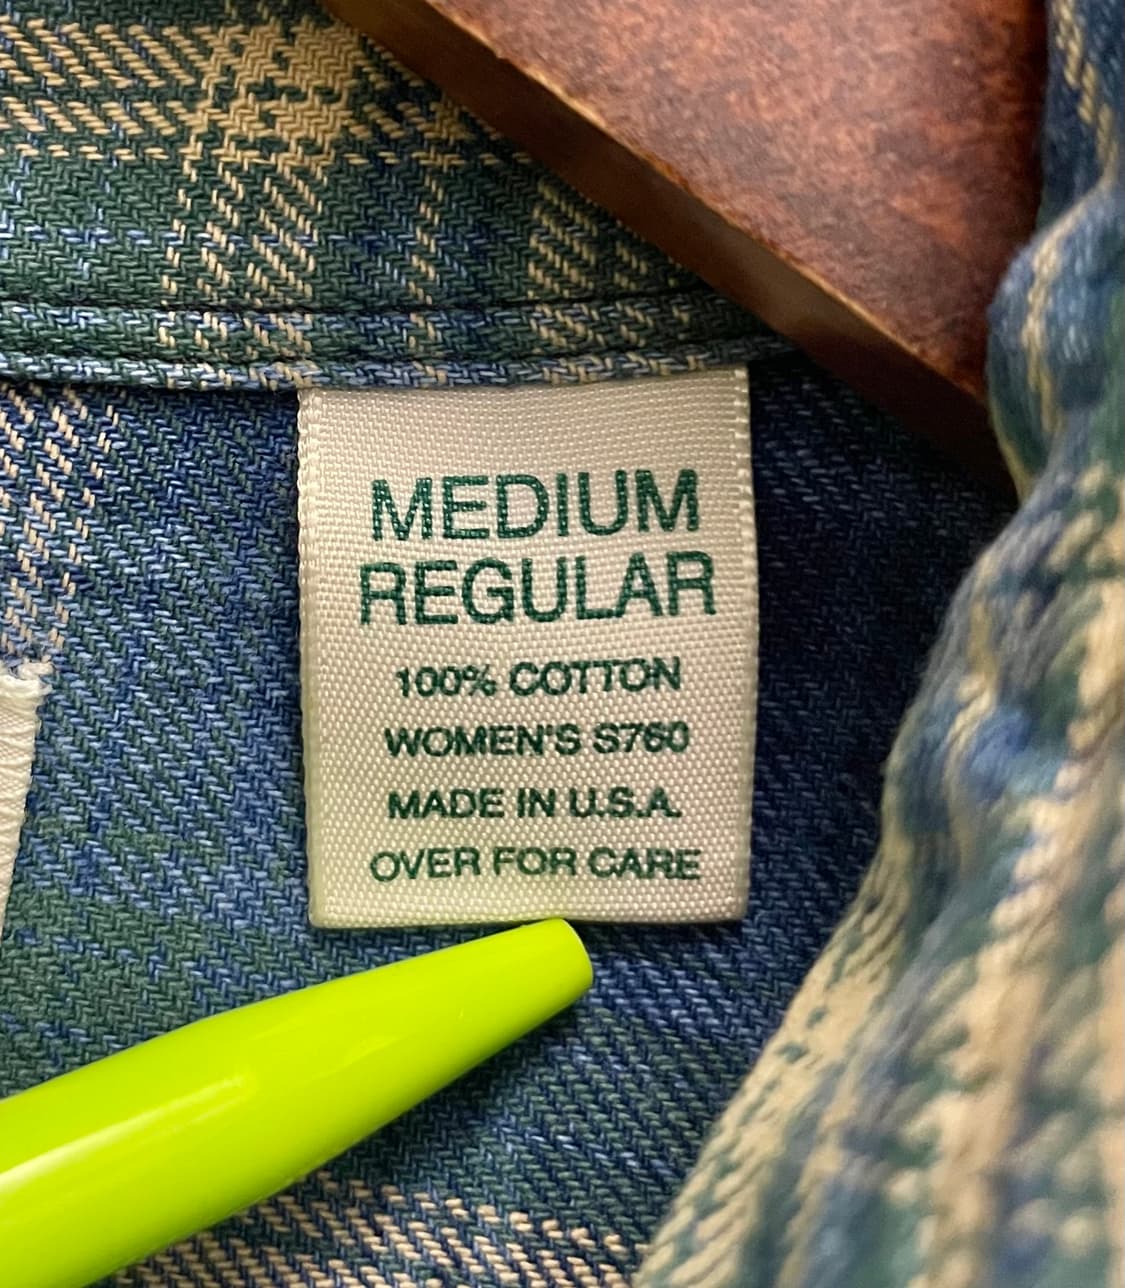 MEDIUM
REGULAR
100% COTTON
WOMEN'S S760
MADE IN U.S.A.
OVER FOR CARE